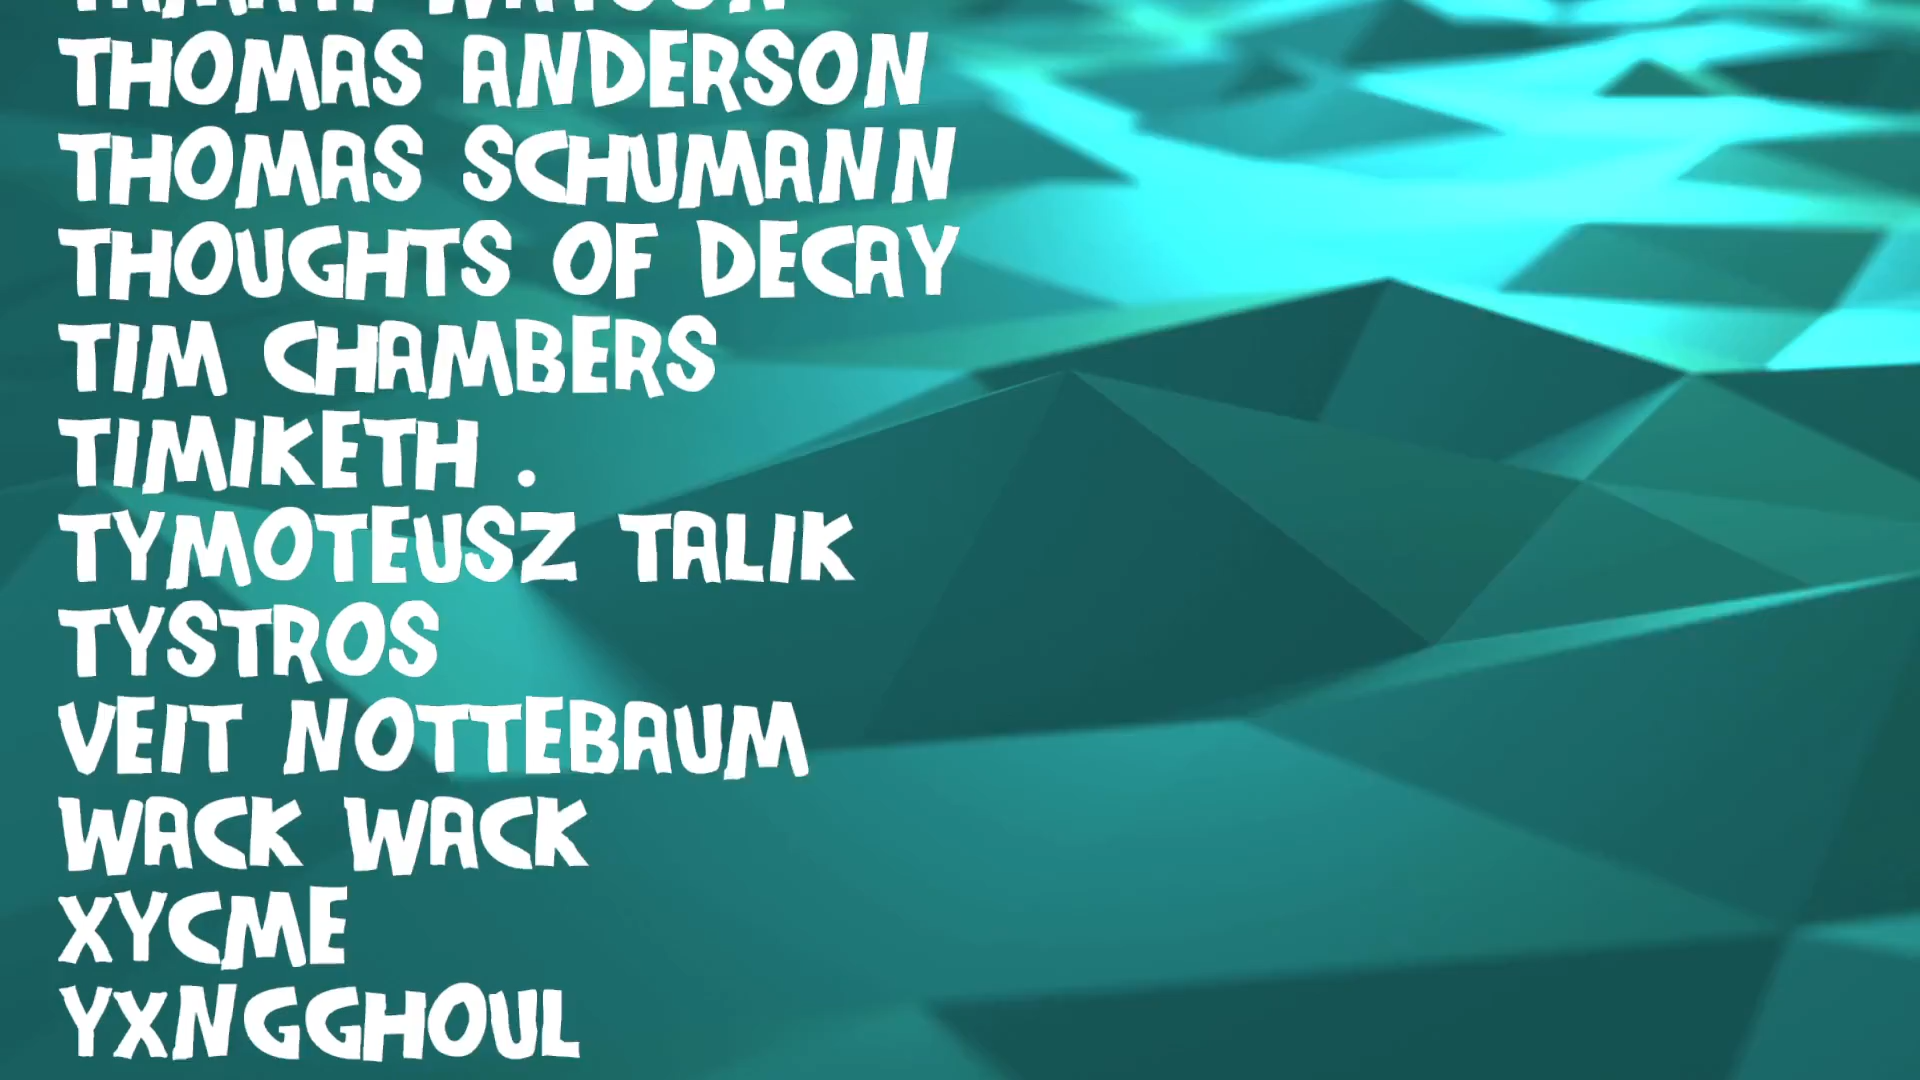 THOMAS ANDERSON
THOMAS SCHUMANN
THOUGHTS OF DECAY
TIM CHAMBERS
TIMIKETH .
TYMOTEUSZ TALIK
TYSTROS
VEIT NOTTEBAUM
WACK WACK
XYCME
YXNGGHOUL